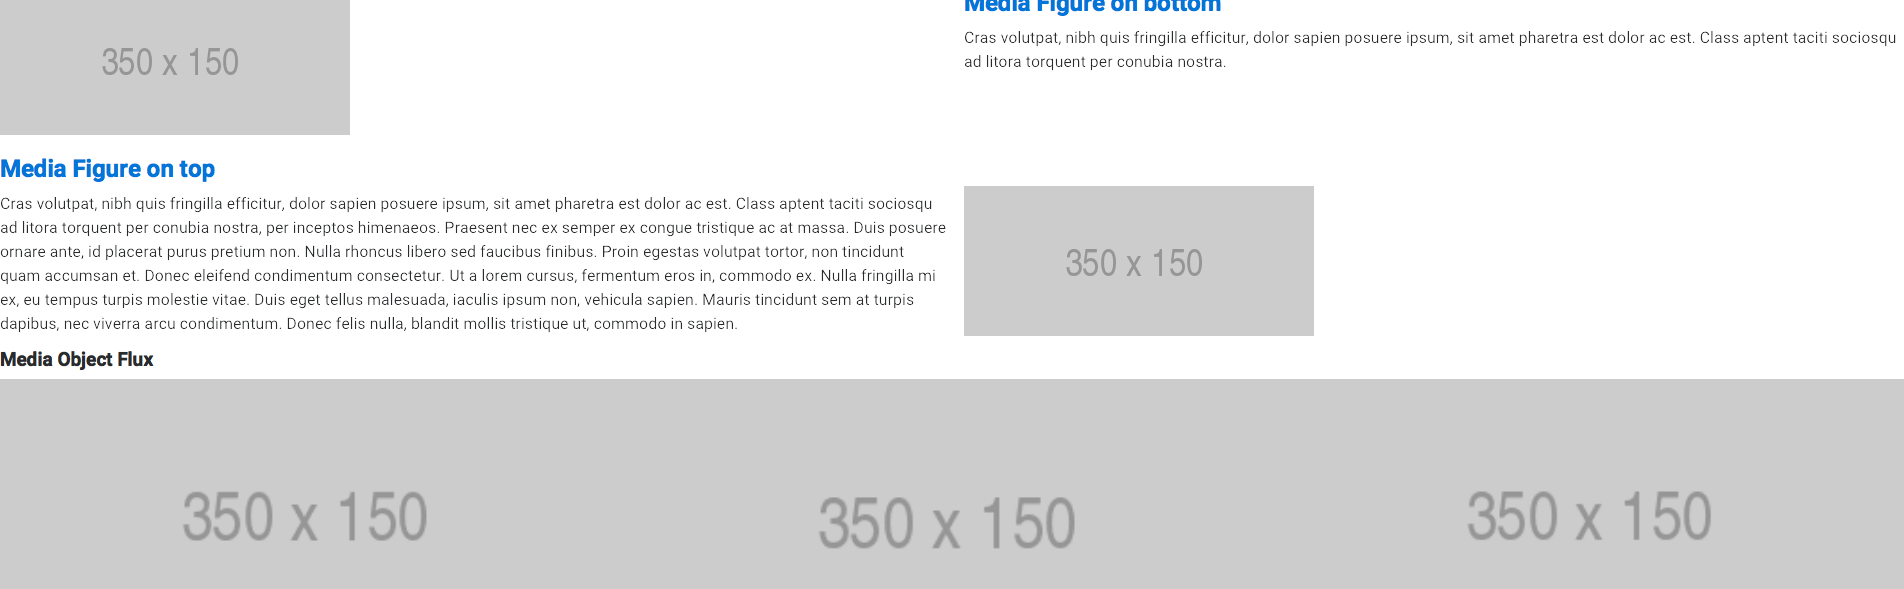 350 x 150
Media Figure on top
Cras volutpat, nibh quis fringilla efficitur, dolor sapien posuere ipsum, sit amet pharetra est dolor ac est. Class aptent taciti sociosqu
ad litora torquent per conubia nostra, per inceptos himenaeos. Praesent nec ex semper ex congue tristique ac at massa. Duis posuere
ornare ante, id placerat purus pretium non. Nulla rhoncus libero sed faucibus finibus. Proin egestas volutpat tortor, non tincidunt
quam accumsan et. Donec eleifend condimentum consectetur. Ut a lorem cursus, fermentum eros in, commodo ex. Nulla fringilla mi
ex, eu tempus turpis molestie vitae. Duis eget tellus malesuada, iaculis ipsum non, vehicula sapien. Mauris tincidunt sem at turpis
dapibus, nec viverra arcu condimentum. Donec felis nulla, blandit mollis tristique ut, commodo in sapien.
Media Figure on bottom
Cras volutpat, nibh quis fringilla efficitur, dolor sapien posuere ipsum, sit amet pharetra est dolor ac est. Class aptent taciti sociosqu
ad litora torquent per conubia nostra.
350 x 150
Media Object Flux
350 x 150
350 x 150
350 x 150